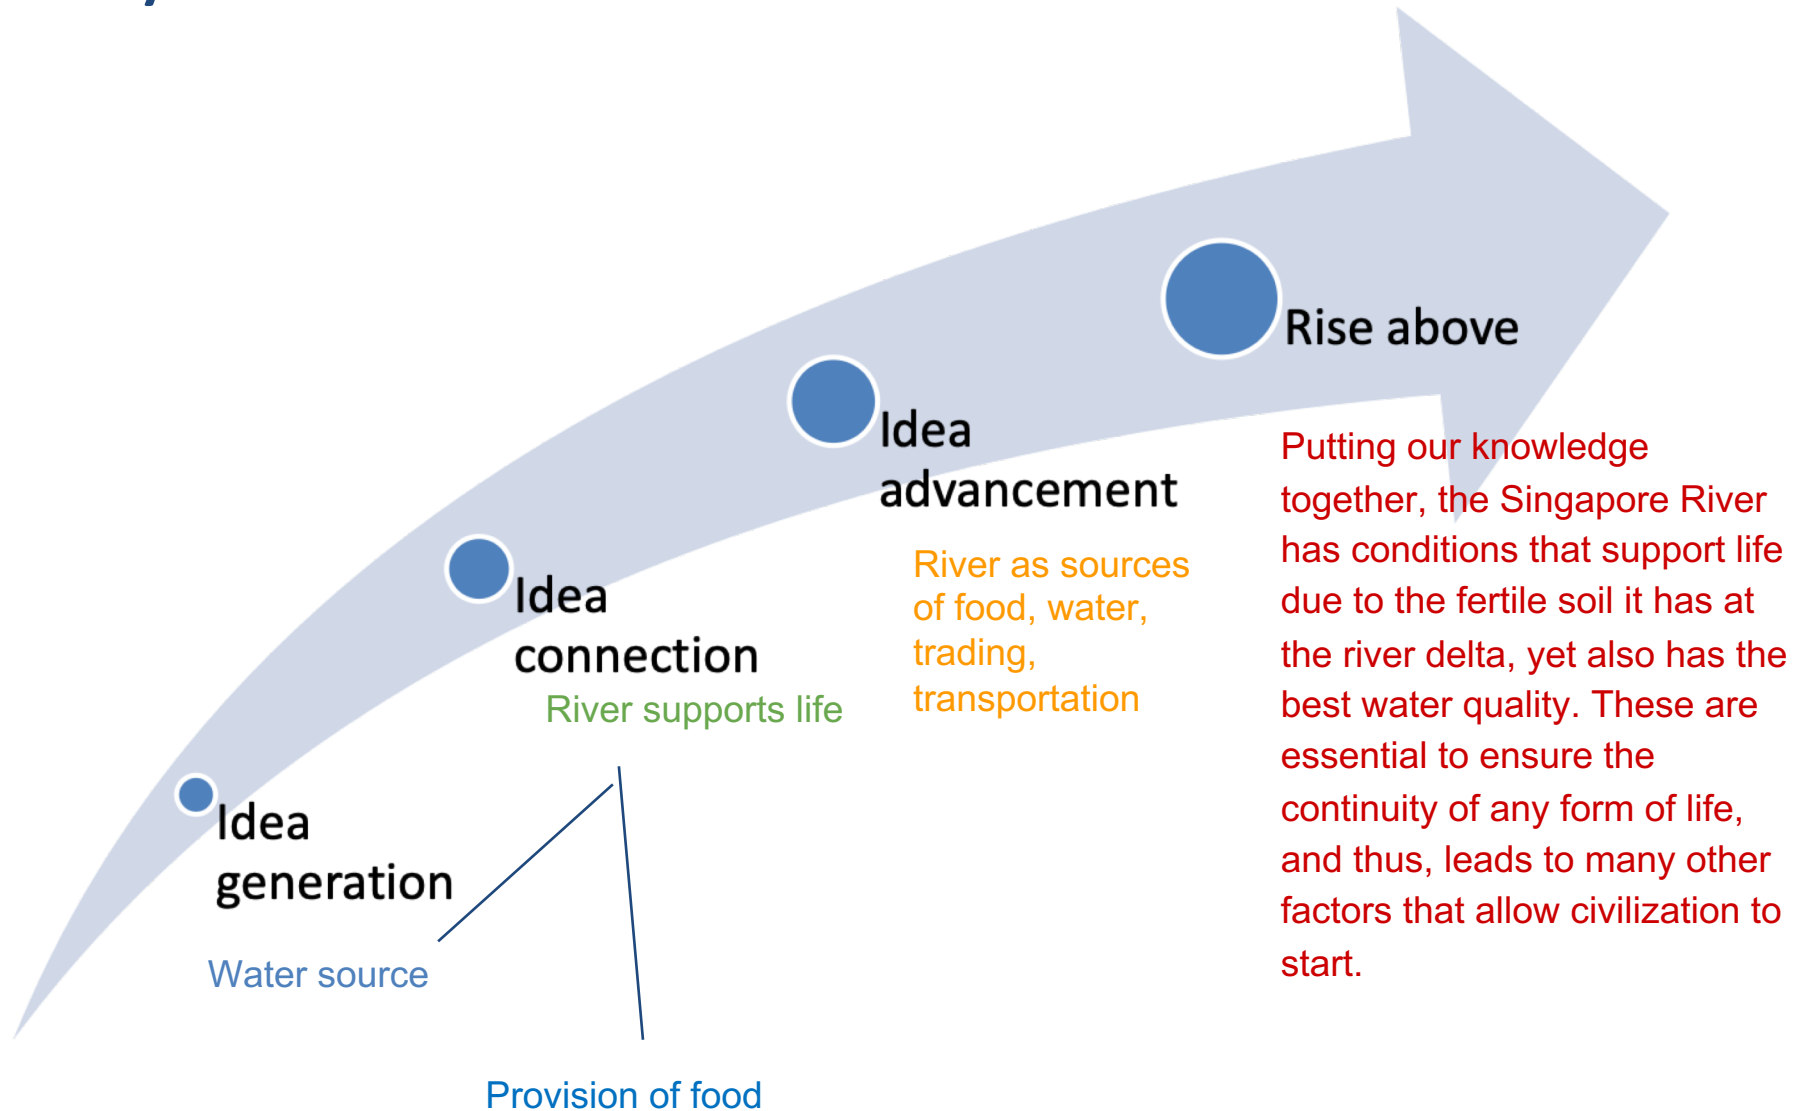 Rise above
Idea
advancement
Idea
connection
Idea
generation
Putting our knowledge
together, the Singapore River
has conditions that support life
due to the fertile soil it has at
the river delta, yet also has the
best water quality. These are
essential to ensure the
continuity of any form of life,
and thus, leads to many other
factors that allow civilization to
start.
River as sources
of food, water,
trading,
transportation
River supports life
Water source
Provision of food